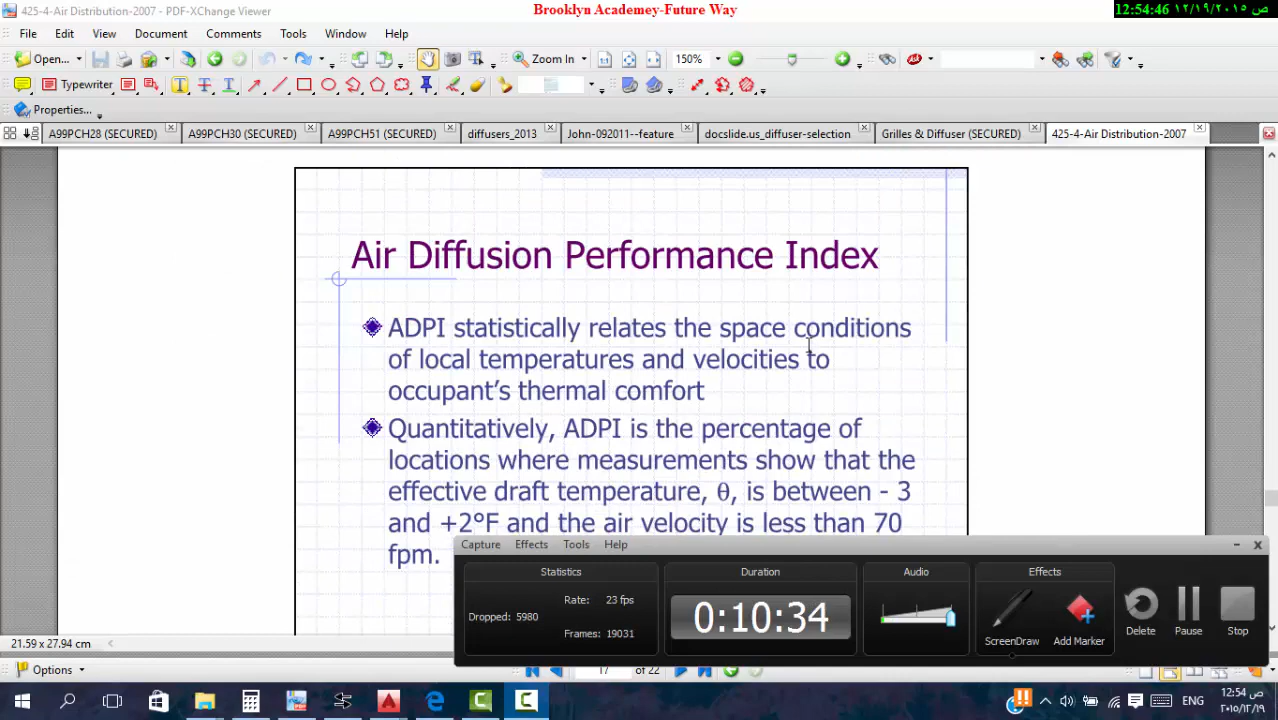 425-4-Air Distribution-2007 - PDF-XChange Viewer
Brooklyn Academey-Future Way
12:54:46 ١٢/١٩/٢٠١٥ ص
File Edit View Document Comments Tools Window Help
Open... Zoom In 150%
Typewriter
Properties...
A99PCH28 (SECURED) A99PCH30 (SECURED) A99PCH51 (SECURED) diffusers_2013 John-092011--feature docslide.us_diffuser-selection Grilles & Diffuser (SECURED) 425-4-Air Distribution-2007
Air Diffusion Performance Index
ADPI statistically relates the space conditions
of local temperatures and velocities to
occupant's thermal comfort
Quantitatively, ADPI is the percentage of
locations where measurements show that the
effective draft temperature, θ, is between - 3
and +2°F and the air velocity is less than 70
fpm.
Capture Effects Tools Help
Statistics Duration Audio Effects
Rate: 23 fps
Dropped: 5980
Frames: 19031
0:10:34
ScreenDraw Add Marker Delete Pause Stop
21.59 x 27.94 cm
Options 17 of 22
ENG
12:54 ص
٢٠١٥/١٢/١٩